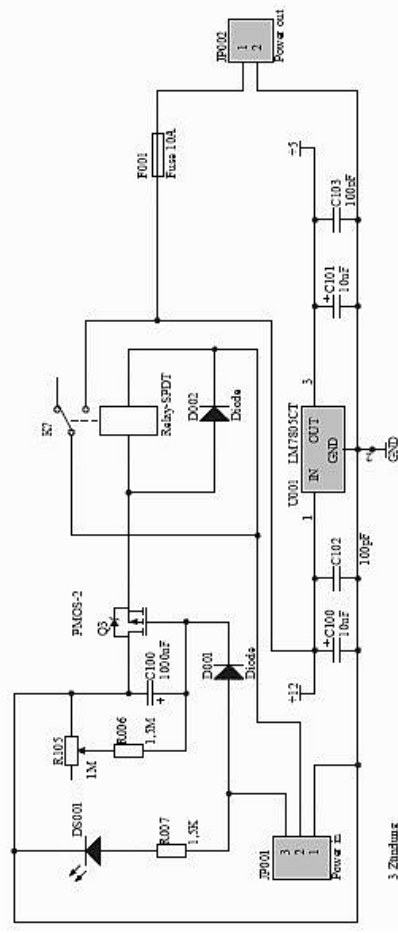 DS001
R105
1M
R006
1,5M
R007
1,5K
C100
1000nF
+
PMOS-2
Q3
D001
Diode
K?
Relay-SPDT
D002
Diode
F001
Fuse 10A
JP002
1
2
Power out
JP001
3
2
1
Power in
3 Zündung
+12
+
C100
10uF
C102
100pF
U001
LM7805CT
1
IN
OUT
3
GND
GND
+
C101
10uF
C103
100pF
+5